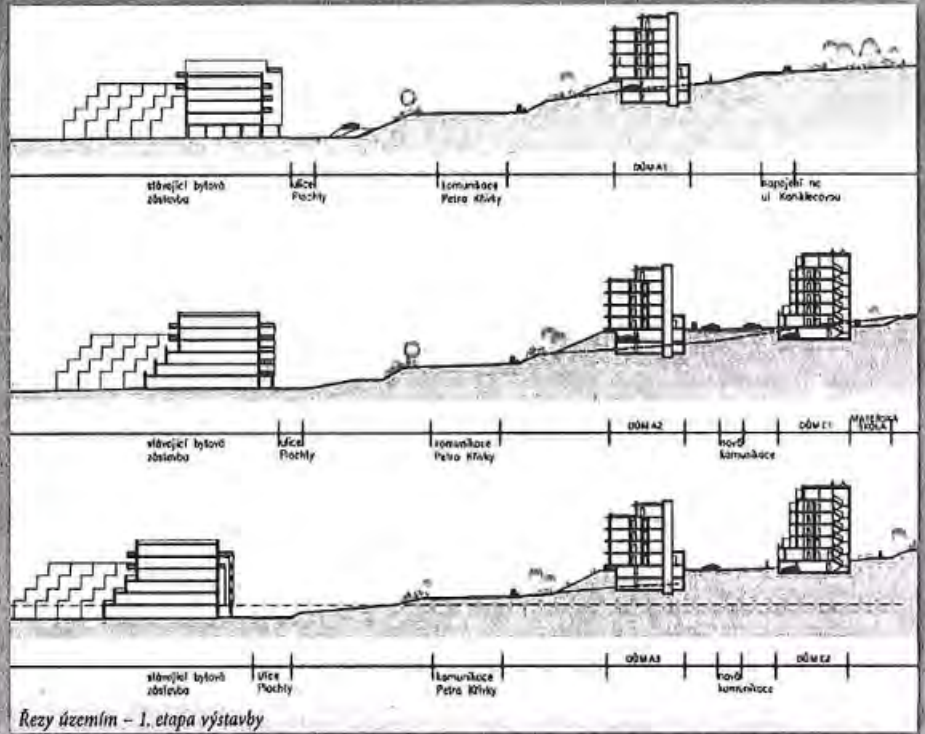 stávající bytová
zástavba
ulice
Plachty
komunikace
Petra Křivky
DŮM A1
napojení na
ul Koniklecovou
stávající bytová
zástavba
ulice
Plachty
komunikace
Petra Křivky
DŮM A2
nová
komunikace
DŮM C1
MATEŘSKÁ
ŠKOLA
stávající bytová
zástavba
ulice
Plachty
komunikace
Petra Křivky
DŮM A3
nová
komunikace
DŮM C2
Řezy územím – 1. etapa výstavby